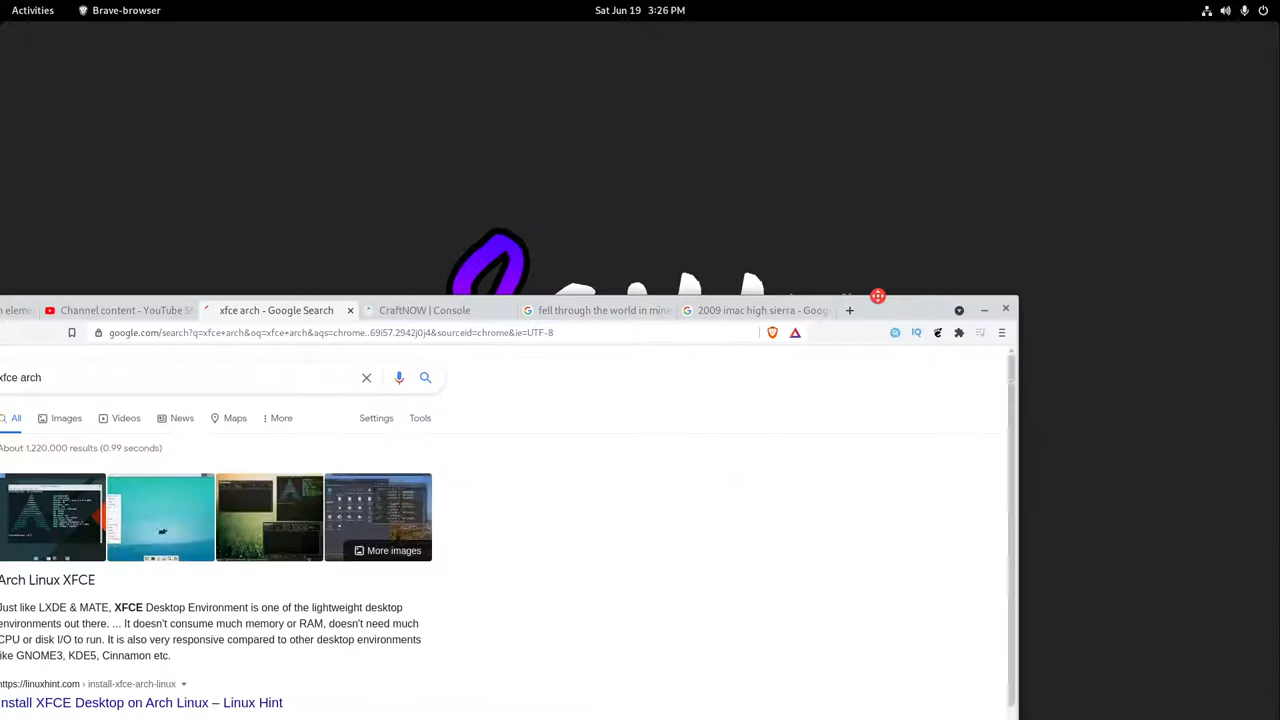 Activities
Brave-browser
Sat Jun 19 3:26 PM
n eleme
Channel content - YouTube St
xfce arch - Google Search
CraftNOW | Console
fell through the world in mine
2009 imac high sierra - Goog
google.com/search?q=xfce+arch&oq=xfce+arch&aqs=chrome..69i57.2942j0j4&sourceid=chrome&ie=UTF-8
xfce arch
All
Images
Videos
News
Maps
More
Settings
Tools
About 1,220,000 results (0.99 seconds)
More images
Arch Linux XFCE
Just like LXDE & MATE, XFCE Desktop Environment is one of the lightweight desktop
environments out there. ... It doesn't consume much memory or RAM, doesn't need much
CPU or disk I/O to run. It is also very responsive compared to other desktop environments
like GNOME3, KDE5, Cinnamon etc.
https://linuxhint.com › install-xfce-arch-linux
Install XFCE Desktop on Arch Linux – Linux Hint